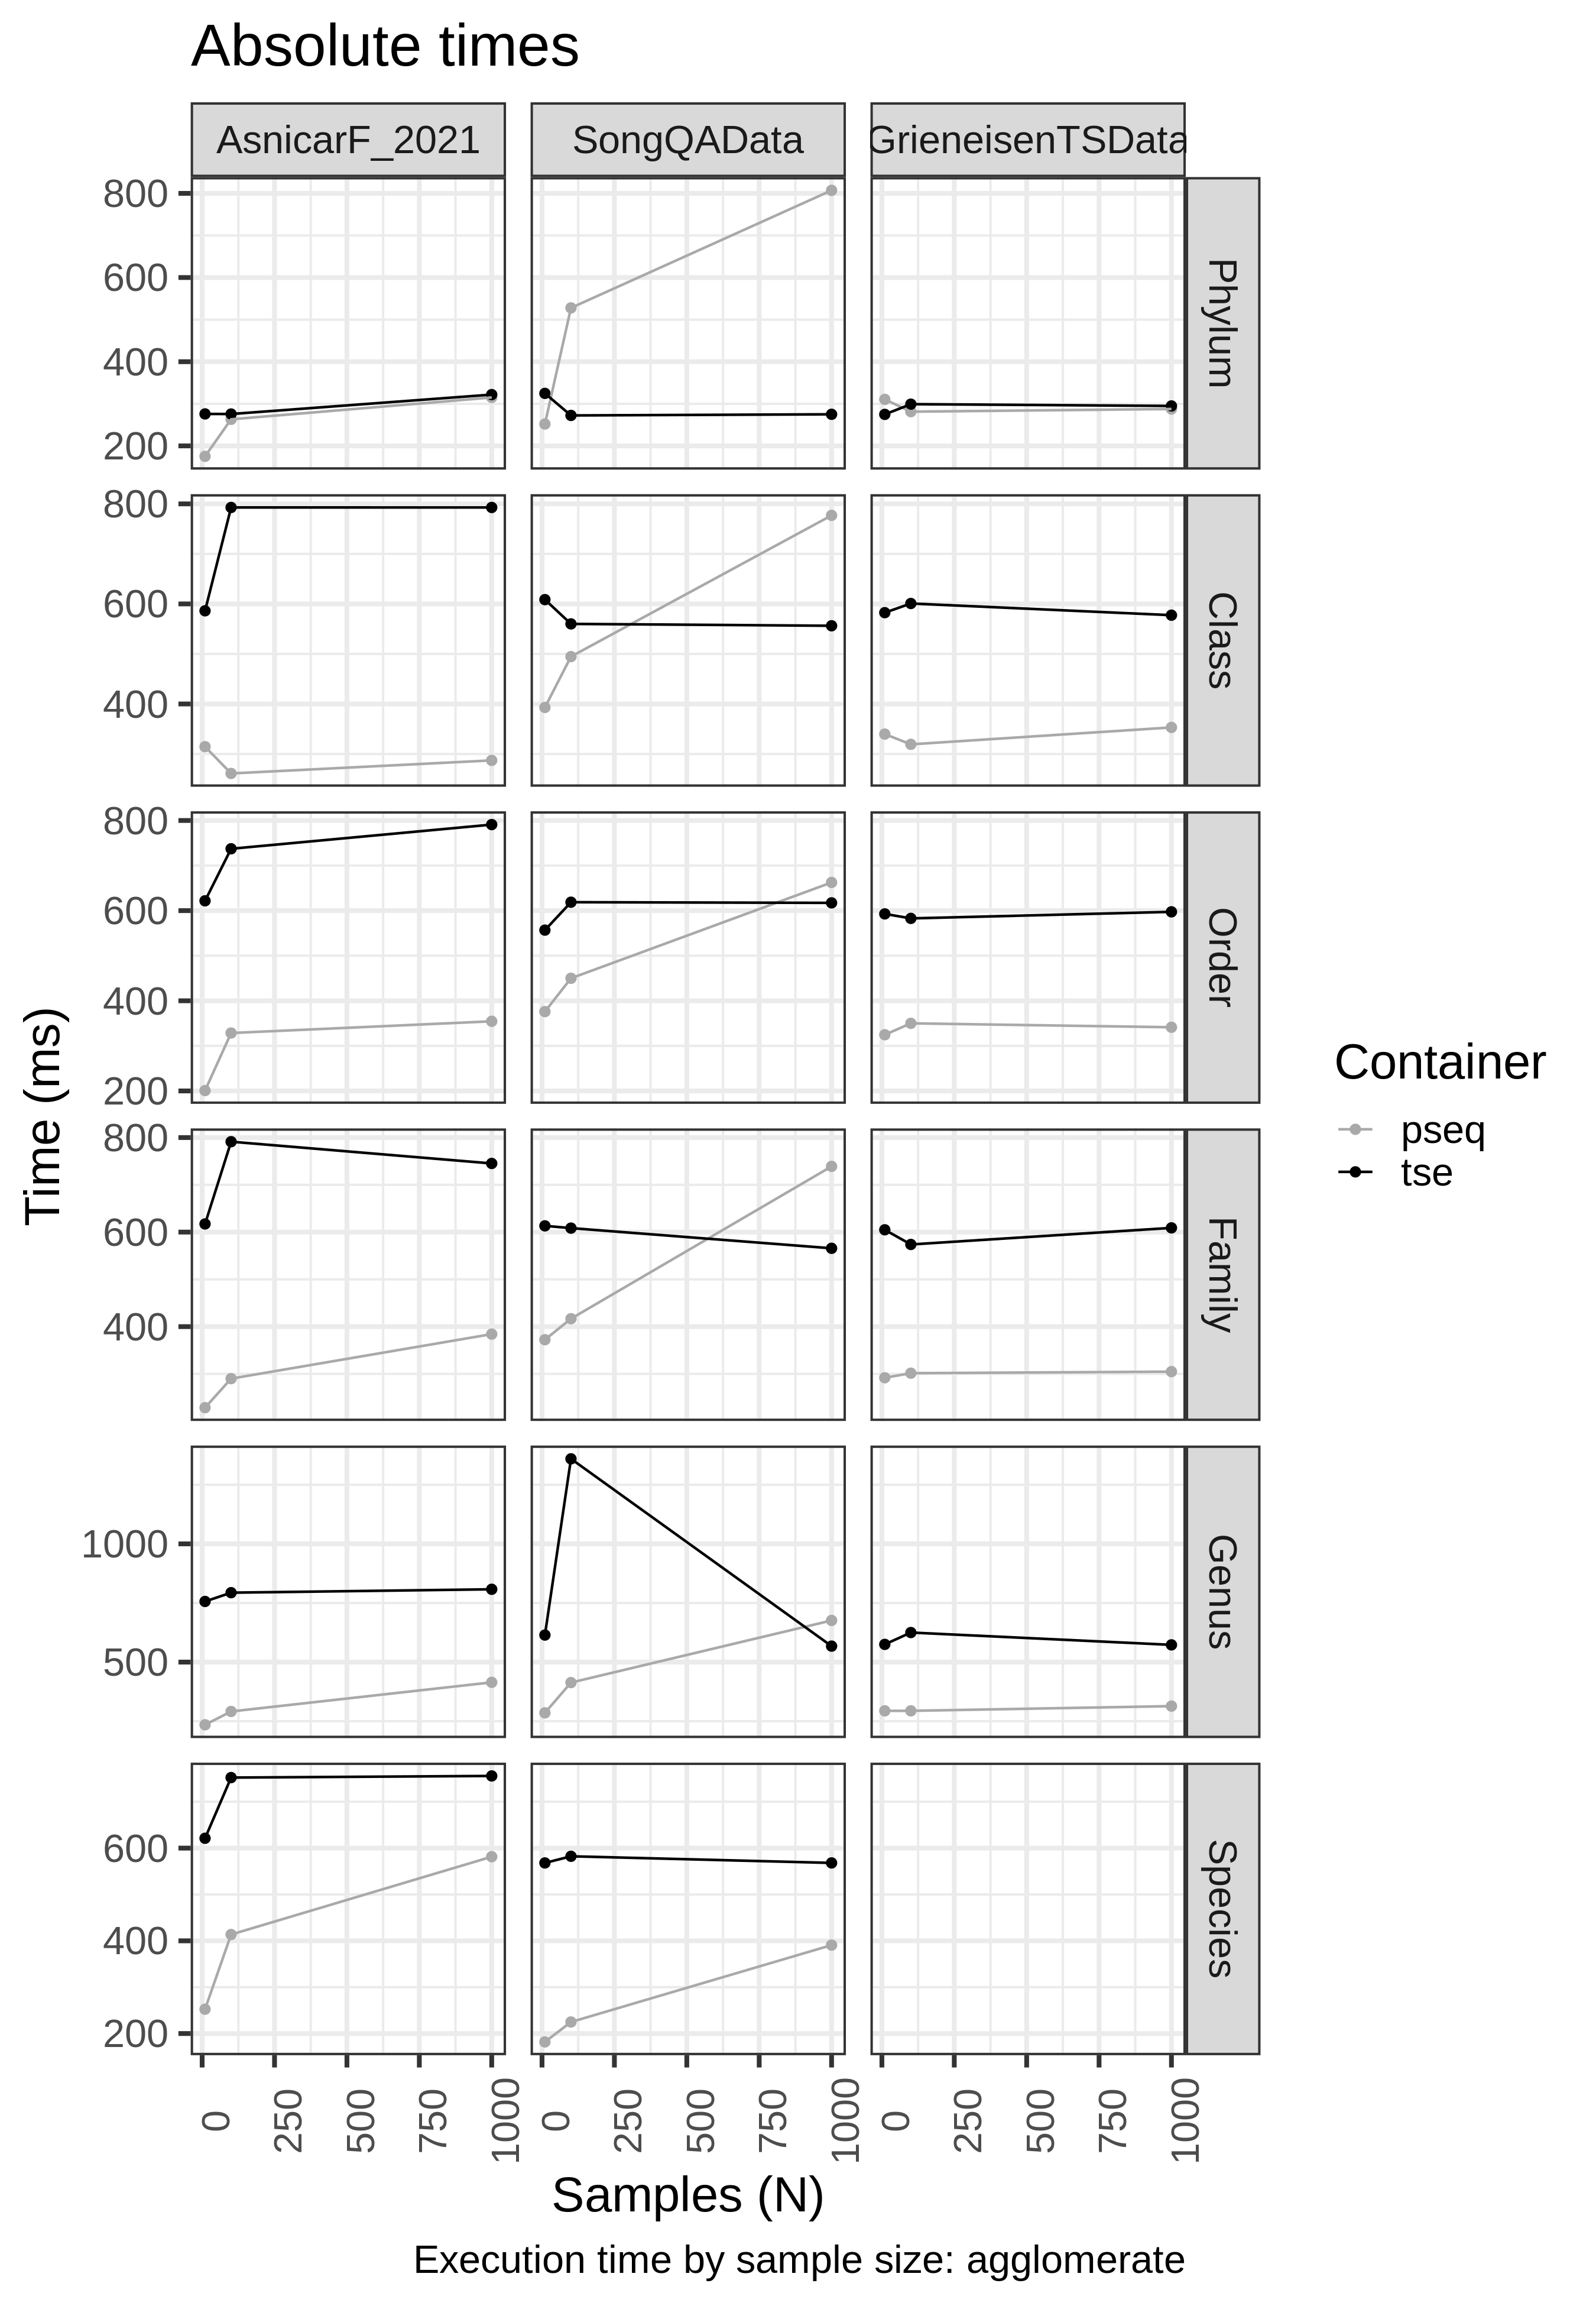 Absolute times
AsnicarF_2021
SongQAData
GrieneisenTSData
800
600
400
200
Phylum
800
600
400
Class
800
600
400
200
Order
800
600
400
Family
1000
500
Genus
600
400
200
Species
Time (ms)
0
250
500
750
1000
0
250
500
750
1000
0
250
500
750
1000
Samples (N)
Container
pseq
tse
Execution time by sample size: agglomerate